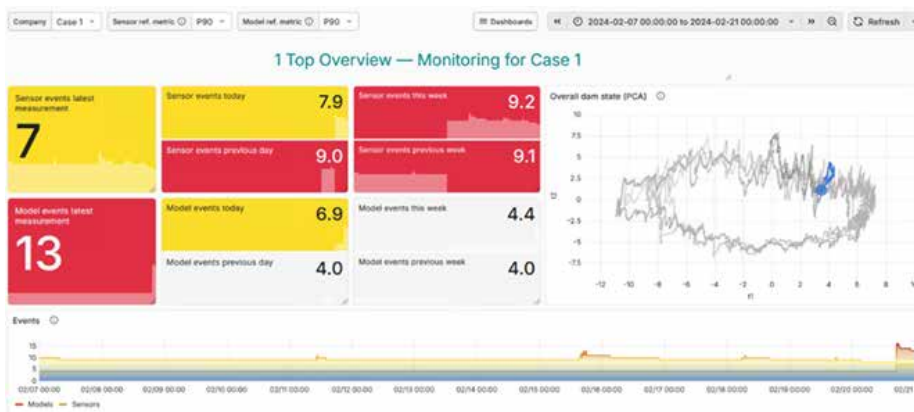 Company Case 1 Sensor ref. metric P90 Model ref. metric P90 Dashboards 2024-02-07 00:00:00 to 2024-02-21 00:00:00 Refresh
1 Top Overview — Monitoring for Case 1
Sensor events latest
measurement
7
Sensor events today
7.9
Sensor events this week
9.2
Sensor events previous day
9.0
Sensor events previous week
9.1
Model events latest
measurement
13
Model events today
6.9
Model events this week
4.4
Model events previous day
4.0
Model events previous week
4.0
Overall dam state (PCA)
10
7.5
5
2.5
0
-2.5
-5
-7.5
t2
-12 -10 -8 -6 -4 -2 0 2 4 6 8
t1
Events
15
10
5
0
02/07 00:00 02/08 00:00 02/09 00:00 02/10 00:00 02/11 00:00 02/12 00:00 02/13 00:00 02/14 00:00 02/15 00:00 02/16 00:00 02/17 00:00 02/18 00:00 02/19 00:00 02/20 00:00 02/21
Models Sensors